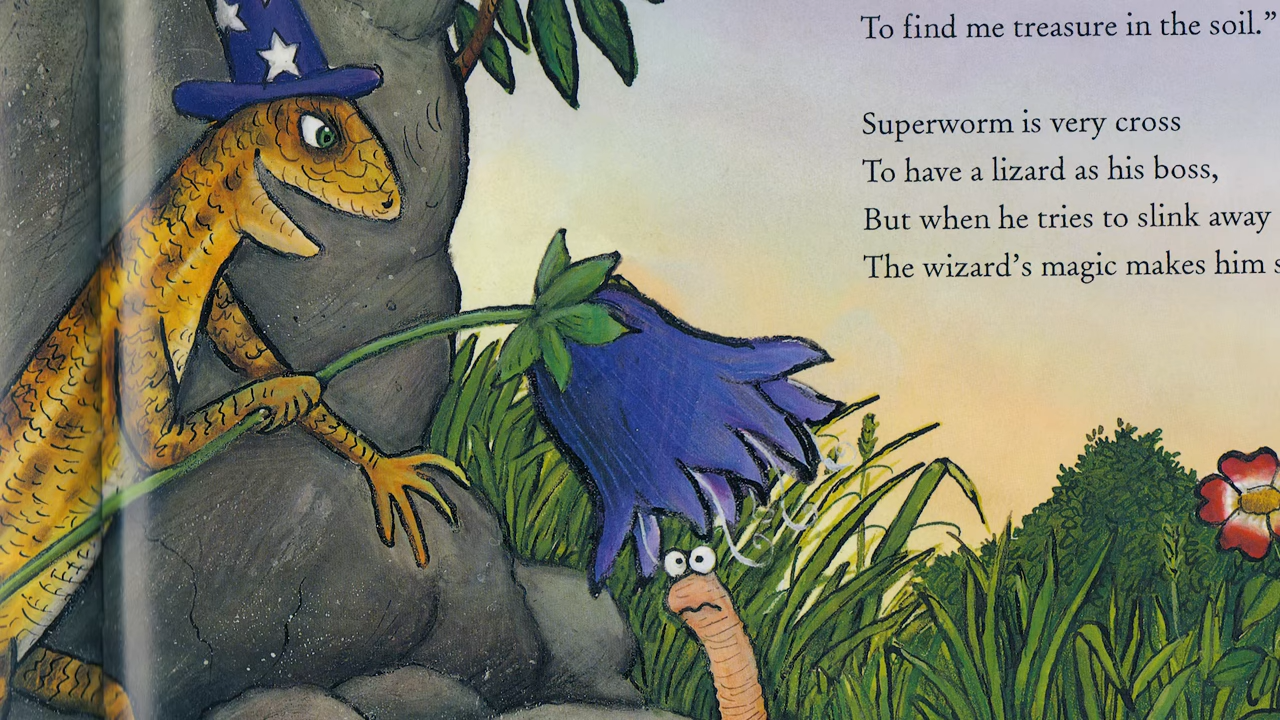 To find me treasure in the soil.”
Superworm is very cross
To have a lizard as his boss,
But when he tries to slink away
The wizard’s magic makes him